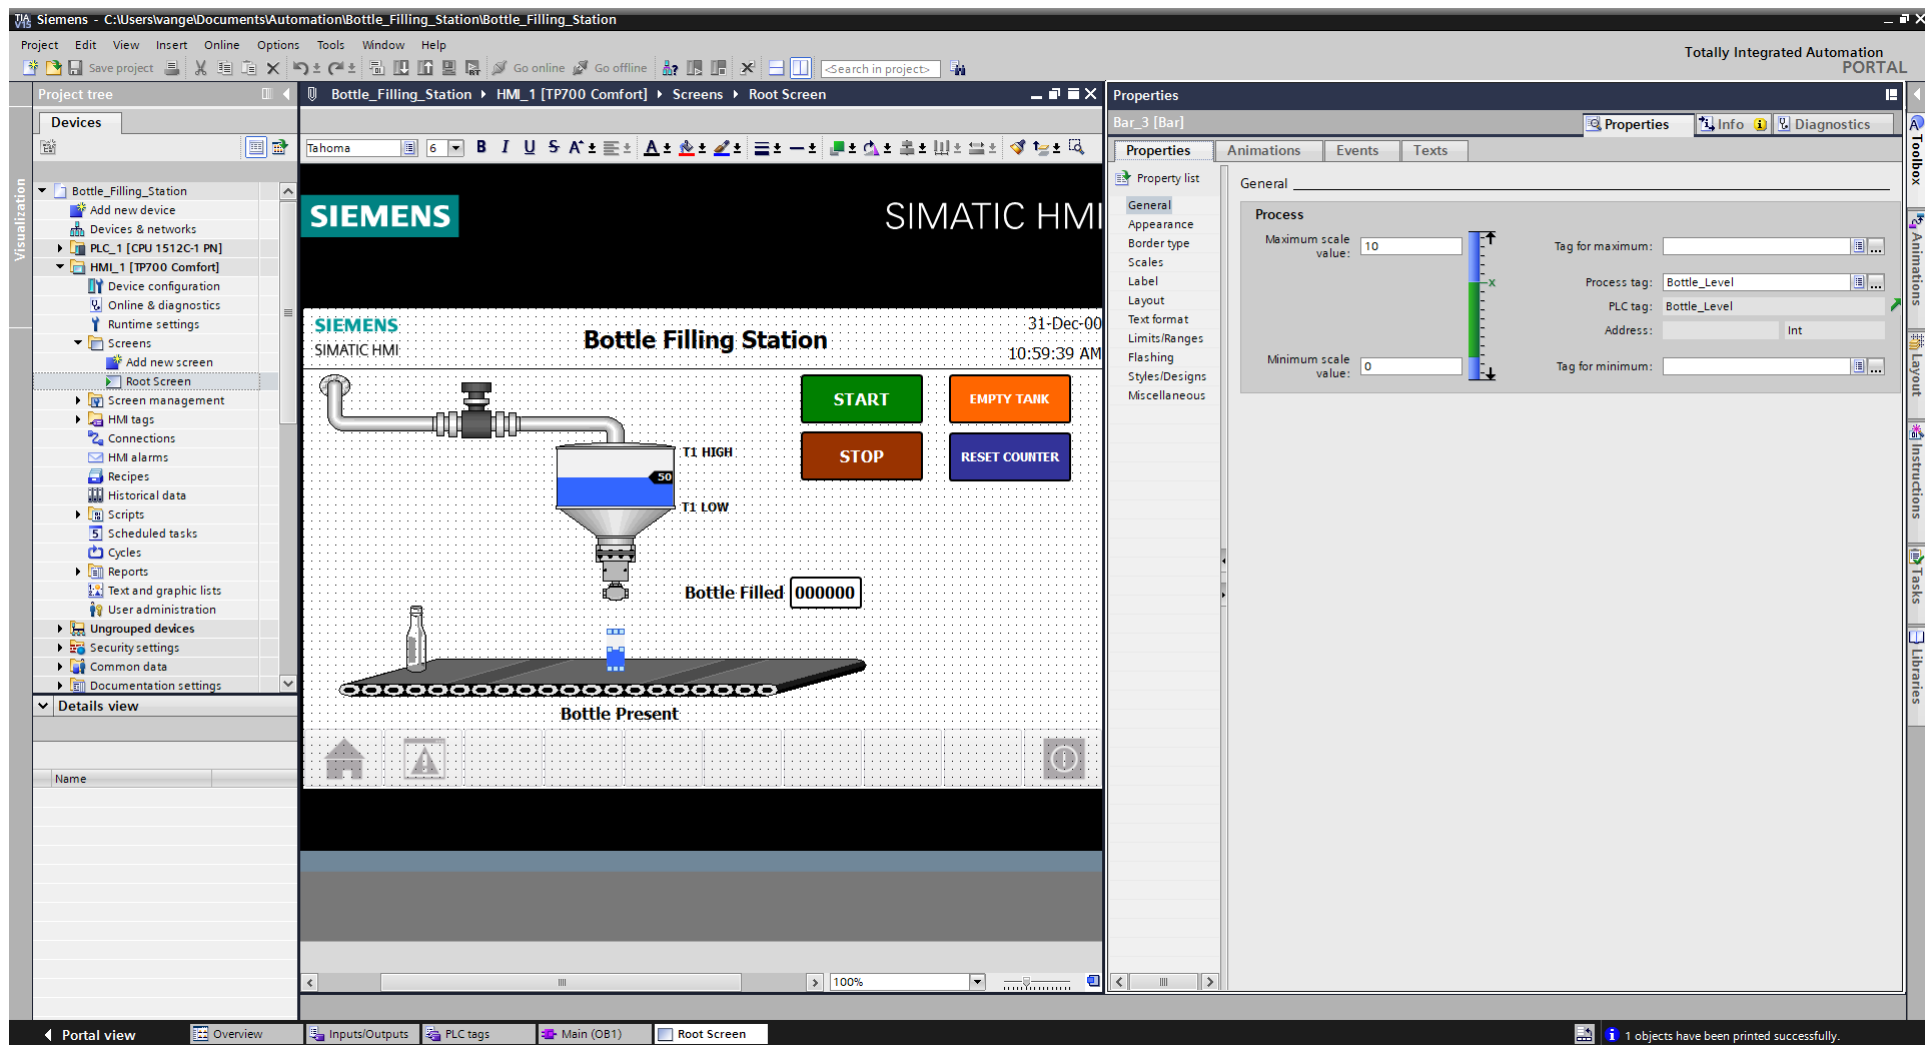 Siemens - C:\Users\vange\Documents\Automation\Bottle_Filling_Station\Bottle_Filling_Station
Project Edit View Insert Online Options Tools Window Help
Totally Integrated Automation
PORTAL
Save project
Go online
Go offline
<Search in project>
Project tree
Bottle_Filling_Station HMI_1 [TP700 Comfort] Screens Root Screen
Properties
Devices
Bar_3 [Bar]
Properties Info Diagnostics
Tahoma 6 B I U S
Properties Animations Events Texts
Visualization
Bottle_Filling_Station
Add new device
Devices & networks
PLC_1 [CPU 1512C-1 PN]
HMI_1 [TP700 Comfort]
Device configuration
Online & diagnostics
Runtime settings
Screens
Add new screen
Root Screen
Screen management
HMI tags
Connections
HMI alarms
Recipes
Historical data
Scripts
Scheduled tasks
Cycles
Reports
Text and graphic lists
User administration
Ungrouped devices
Security settings
Common data
Documentation settings
Details view
Name
SIEMENS
SIMATIC HMI
SIEMENS
SIMATIC HMI
Bottle Filling Station
31-Dec-00
10:59:39 AM
START
EMPTY TANK
STOP
RESET COUNTER
T1 HIGH
50
T1 LOW
Bottle Filled 000000
Bottle Present
100%
Property list
General
Appearance
Border type
Scales
Label
Layout
Text format
Limits/Ranges
Flashing
Styles/Designs
Miscellaneous
General
Process
Maximum scale
value: 10
Tag for maximum:
x
Process tag: Bottle_Level
PLC tag: Bottle_Level
Address: Int
Minimum scale
value: 0
Tag for minimum:
Toolbox
Animations
Layout
Instructions
Tasks
Libraries
Portal view
Overview
Inputs/Outputs
PLC tags
Main (OB1)
Root Screen
1 objects have been printed successfully.